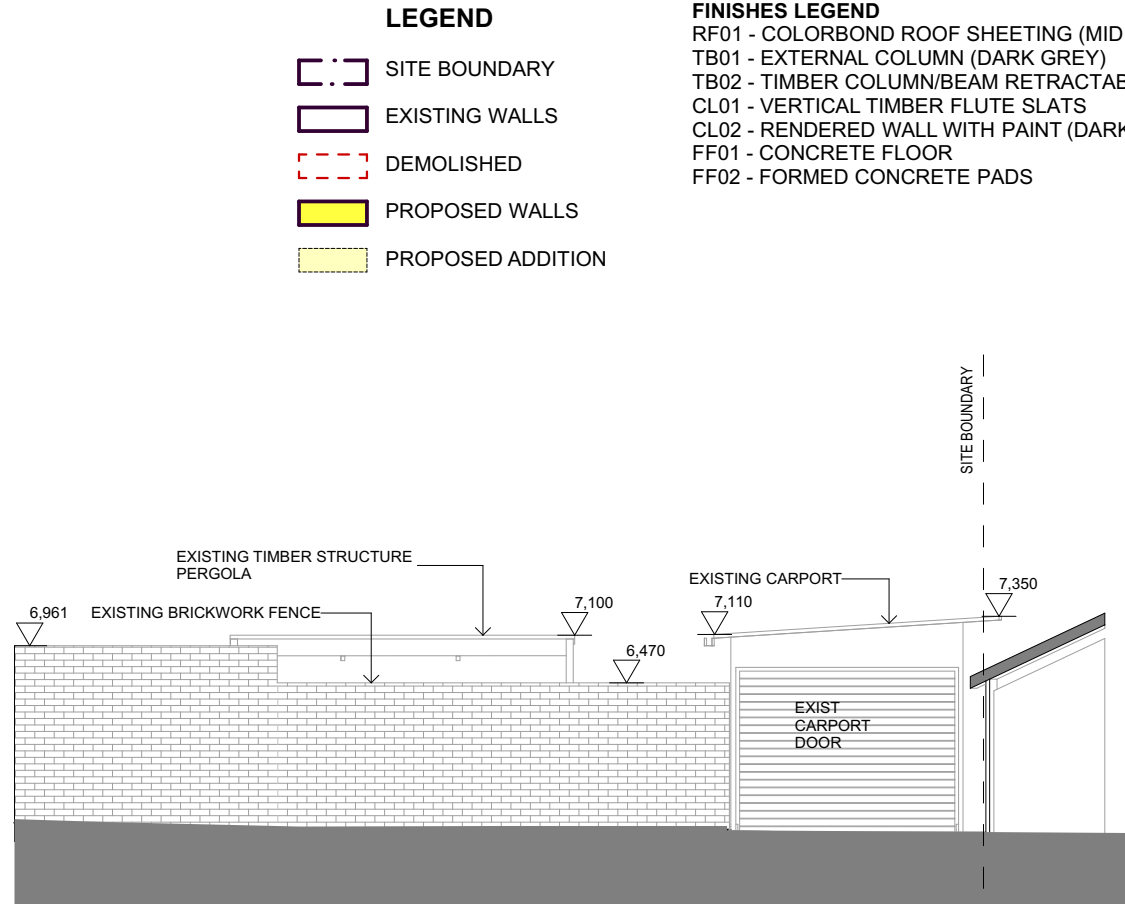 LEGEND
SITE BOUNDARY
EXISTING WALLS
DEMOLISHED
PROPOSED WALLS
PROPOSED ADDITION
FINISHES LEGEND
RF01 - COLORBOND ROOF SHEETING (MID
TB01 - EXTERNAL COLUMN (DARK GREY)
TB02 - TIMBER COLUMN/BEAM RETRACTAB
CL01 - VERTICAL TIMBER FLUTE SLATS
CL02 - RENDERED WALL WITH PAINT (DARK
FF01 - CONCRETE FLOOR
FF02 - FORMED CONCRETE PADS
SITE BOUNDARY
EXISTING TIMBER STRUCTURE
PERGOLA
EXISTING CARPORT
7,350
6,961
EXISTING BRICKWORK FENCE
7,100
7,110
6,470
EXIST
CARPORT
DOOR